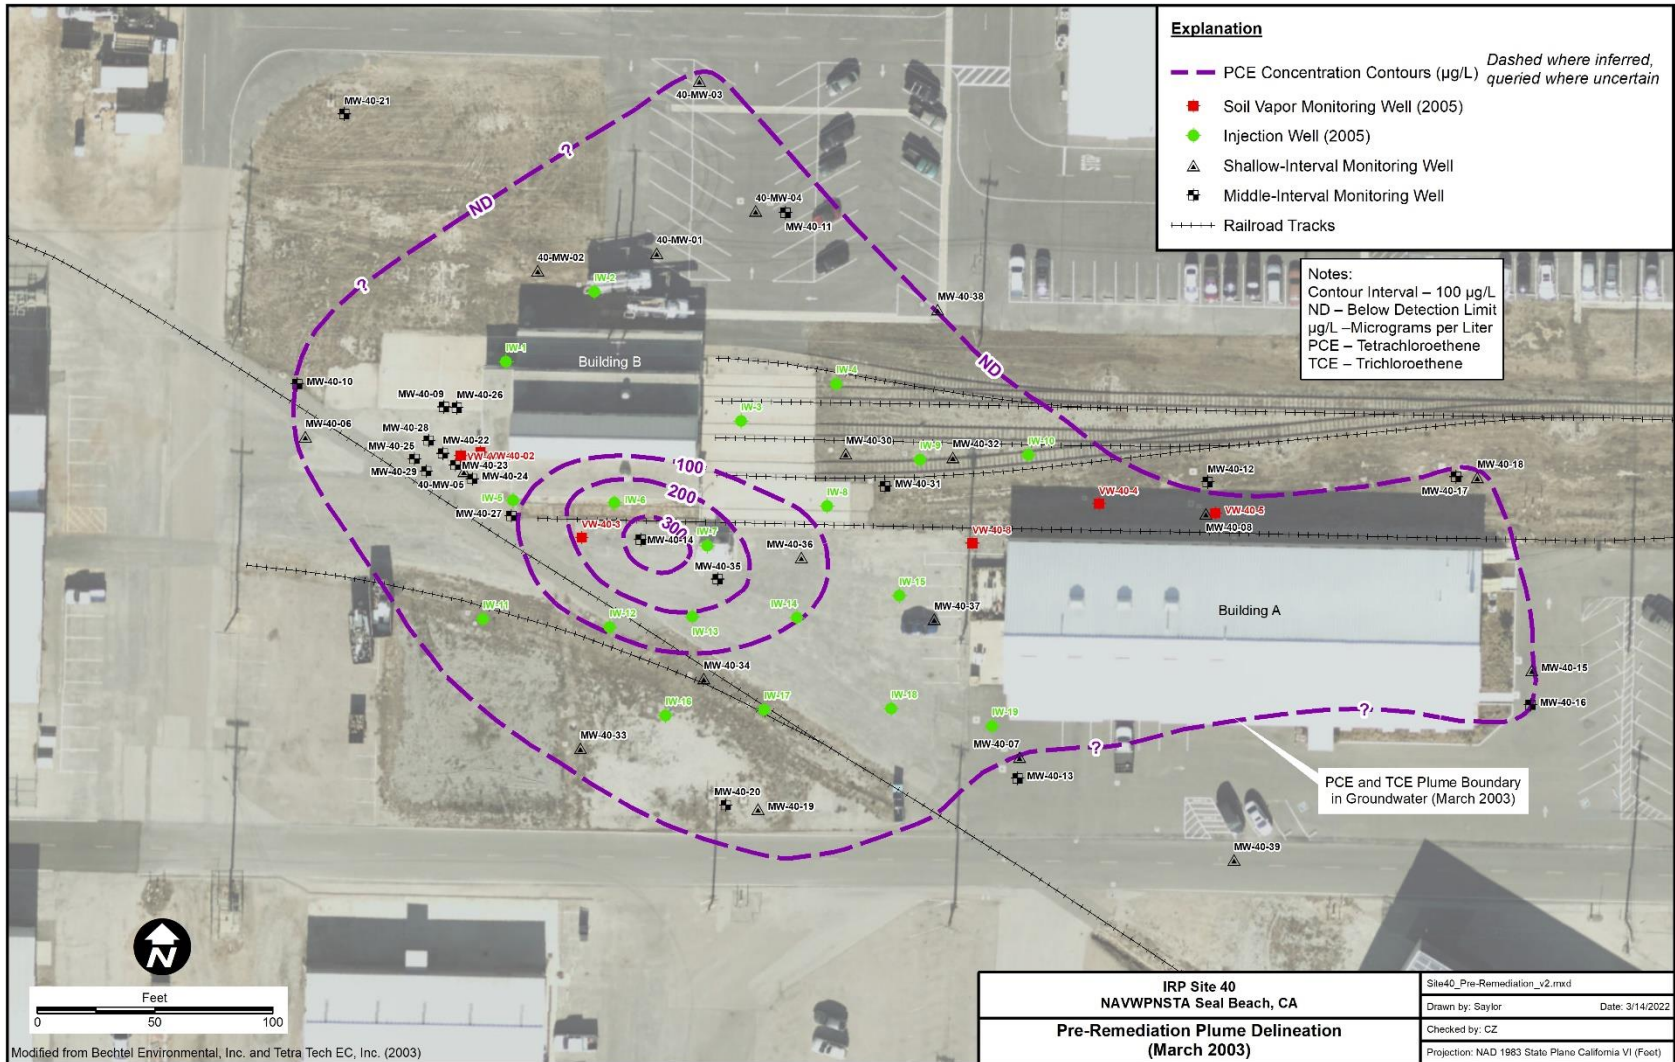 Explanation
PCE Concentration Contours (µg/L)
Dashed where inferred,
queried where uncertain
Soil Vapor Monitoring Well (2005)
Injection Well (2005)
Shallow-Interval Monitoring Well
Middle-Interval Monitoring Well
Railroad Tracks
Notes:
Contour Interval – 100 µg/L
ND – Below Detection Limit
µg/L –Micrograms per Liter
PCE – Tetrachloroethene
TCE – Trichloroethene
40-MW-03
MW-40-21
?
ND
40-MW-04
MW-40-11
40-MW-01
40-MW-02
IW-2
?
MW-40-38
IW-1
Building B
ND
MW-40-10
IW-4
MW-40-09
MW-40-26
IW-3
MW-40-06
MW-40-28
MW-40-22
MW-40-25
VW-40-02
MW-40-23
MW-40-29
MW-40-24
40-MW-05
MW-40-30
IW-9
MW-40-32
IW-10
MW-40-31
MW-40-12
MW-40-18
MW-40-17
100
200
300
IW-5
IW-6
IW-8
MW-40-27
VW-40-3
IW-7
MW-40-14
MW-40-36
MW-40-35
VW-40-4
VW-40-5
MW-40-08
VW-40-8
IW-15
MW-40-37
Building A
IW-11
IW-12
IW-13
IW-14
MW-40-34
MW-40-15
MW-40-16
IW-16
IW-17
IW-18
IW-19
?
?
MW-40-33
MW-40-07
MW-40-13
MW-40-20
MW-40-19
PCE and TCE Plume Boundary
in Groundwater (March 2003)
MW-40-39
STP
N
Feet
0 50 100
Modified from Bechtel Environmental, Inc. and Tetra Tech EC, Inc. (2003)
IRP Site 40
NAVWPNSTA Seal Beach, CA
Pre-Remediation Plume Delineation
(March 2003)
Site40_Pre-Remediation_v2.mxd
Drawn by: Saylor Date: 3/14/2022
Checked by: CZ
Projection: NAD 1983 State Plane California VI (Feet)